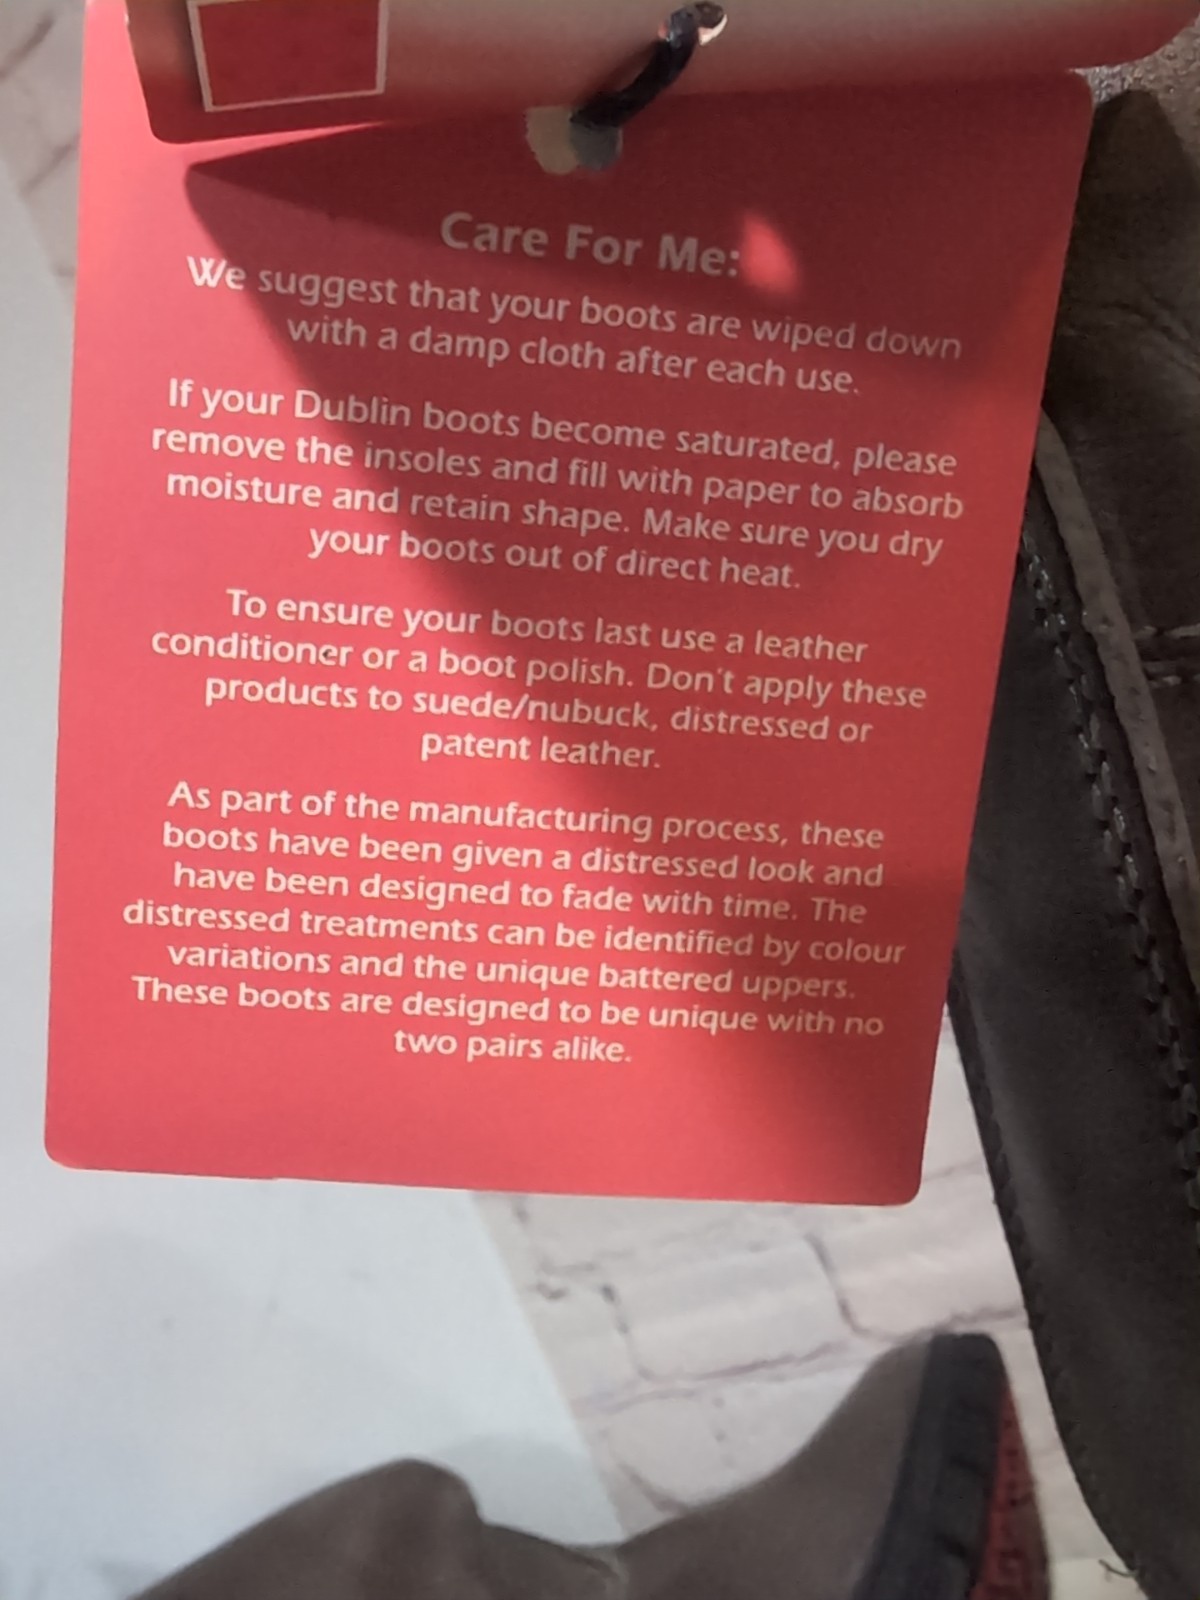 Care For Me:
We suggest that your boots are wiped down
with a damp cloth after each use.
If your Dublin boots become saturated, please
remove the insoles and fill with paper to absorb
moisture and retain shape. Make sure you dry
your boots out of direct heat.
To ensure your boots last use a leather
conditioner or a boot polish. Don't apply these
products to suede/nubuck, distressed or
patent leather.
As part of the manufacturing process, these
boots have been given a distressed look and
have been designed to fade with time. The
distressed treatments can be identified by colour
variations and the unique battered uppers.
These boots are designed to be unique with no
two pairs alike.